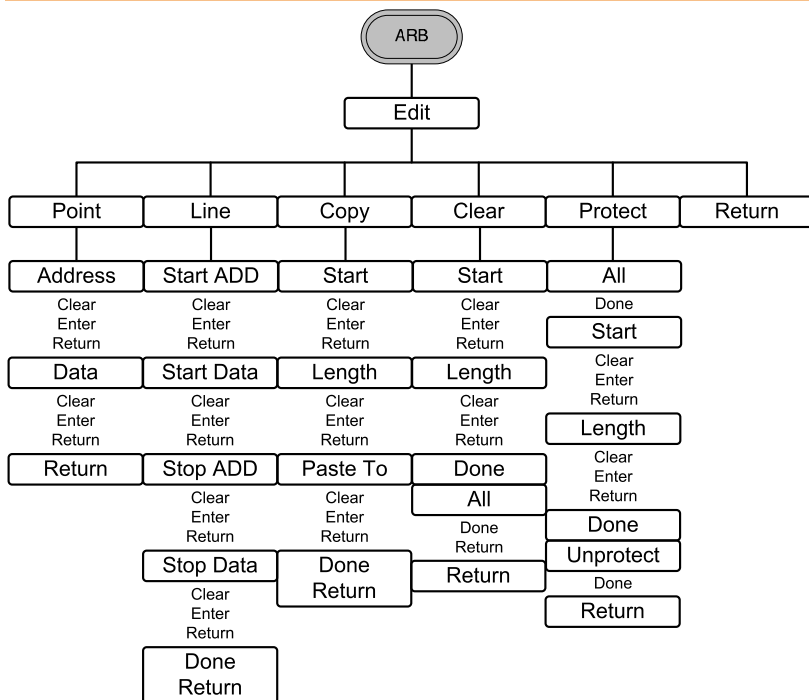 ARB
Edit
Point
Line
Copy
Clear
Protect
Return
Address
Clear
Enter
Return
Data
Clear
Enter
Return
Return
Start ADD
Clear
Enter
Return
Start Data
Clear
Enter
Return
Stop ADD
Clear
Enter
Return
Stop Data
Clear
Enter
Return
Done
Return
Start
Clear
Enter
Return
Length
Clear
Enter
Return
Paste To
Clear
Enter
Return
Done
Return
Start
Clear
Enter
Return
Length
Clear
Enter
Return
Done
All
Done
Return
Return
All
Done
Start
Clear
Enter
Return
Length
Clear
Enter
Return
Done
Unprotect
Done
Return